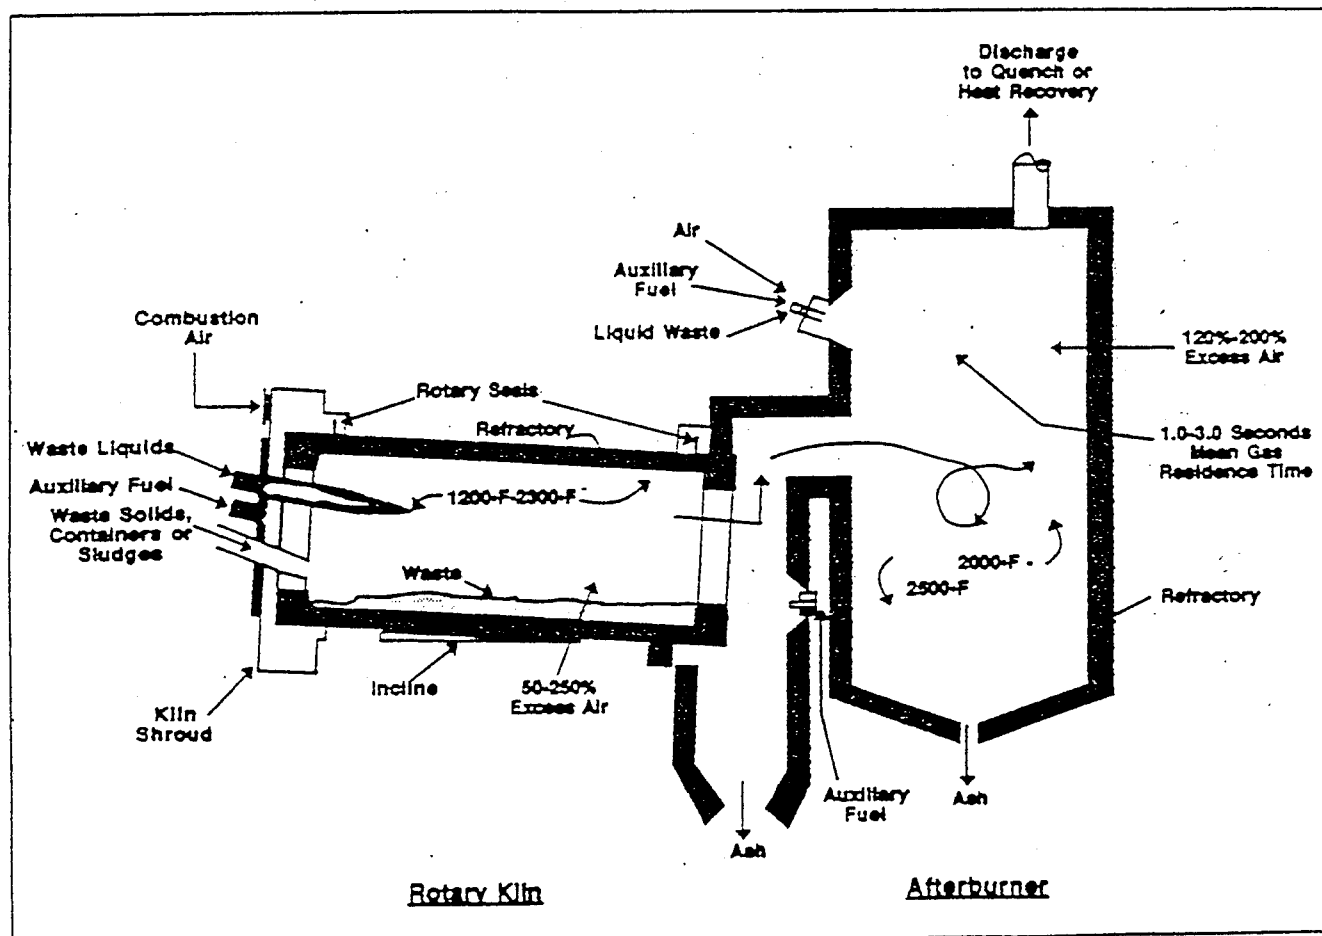 Discharge
to Quench or
Heat Recovery
Air
Auxiliary
Fuel
Liquid Waste
Combustion
Air
120%-200%
Excess Air
Rotary Seals
Refractory
1.0-3.0 Seconds
Mean Gas
Residence Time
Waste Liquids
Auxiliary Fuel
Waste Solids,
Containers or
Sludges
1200°F-2300°F
Waste
2000°F -
2500°F
Refractory
Incline
50-250%
Excess Air
Kiln
Shroud
Auxiliary
Fuel
Ash
Ash
Rotary Kiln
Afterburner